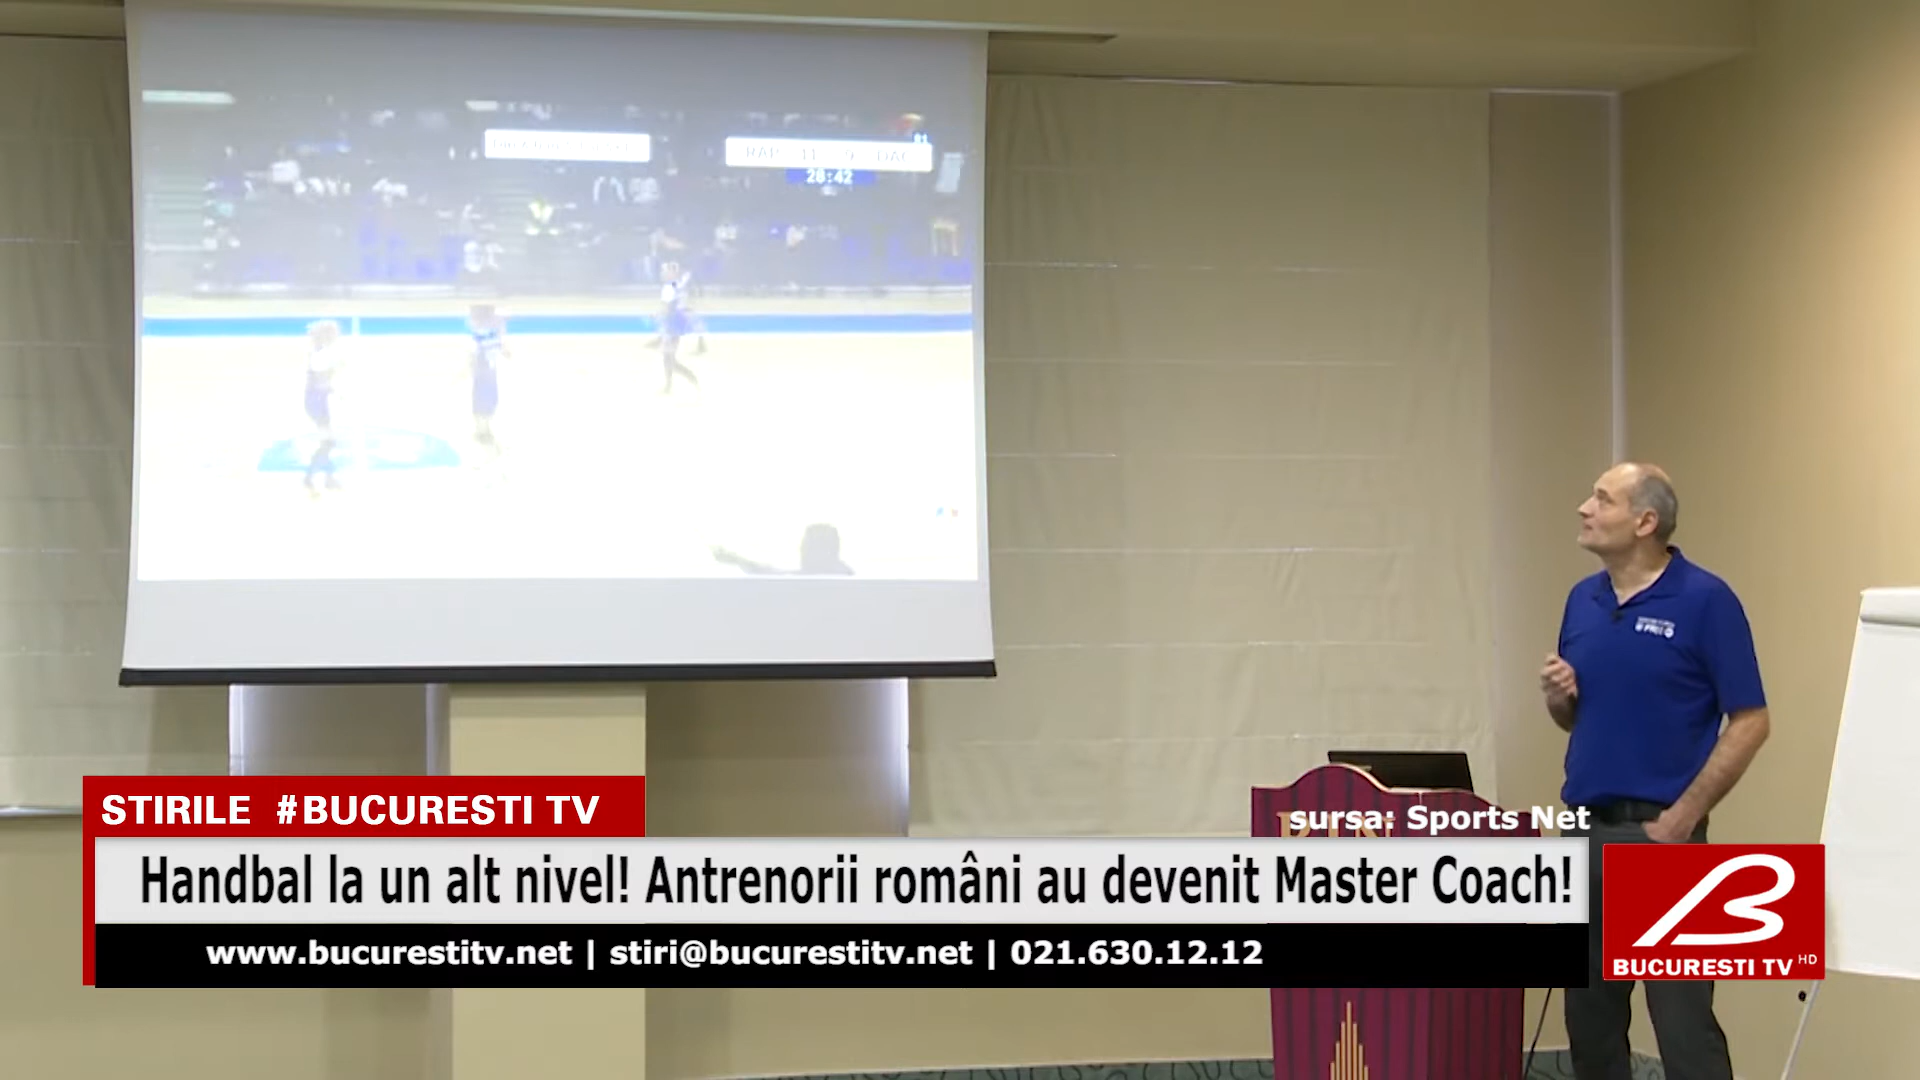 28:42
STIRILE #BUCURESTI TV
sursa: Sports Net
Handbal la un alt nivel! Antrenorii români au devenit Master Coach!
www.bucurestitv.net | stiri@bucurestitv.net | 021.630.12.12
BUCURESTI TV HD